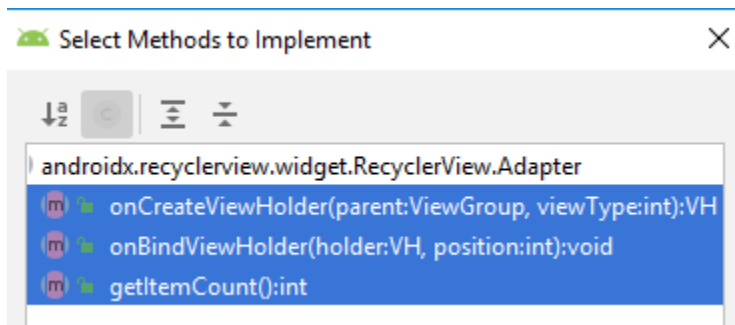 Select Methods to Implement
androidx.recyclerview.widget.RecyclerView.Adapter
onCreateViewHolder(parent:ViewGroup, viewType:int):VH
onBindViewHolder(holder:VH, position:int):void
getItemCount():int